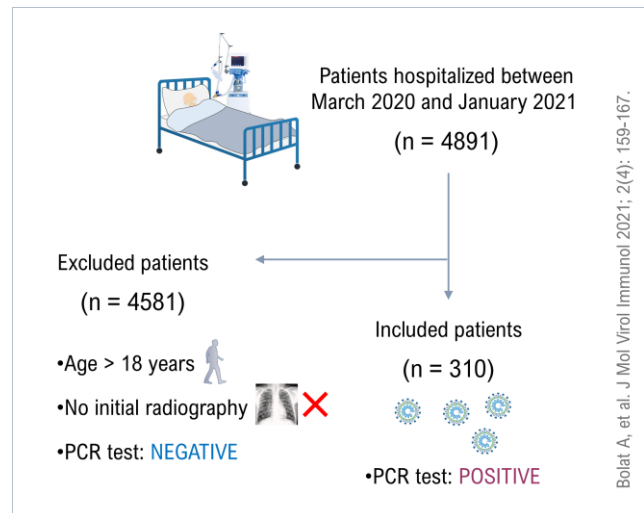 Patients hospitalized between
March 2020 and January 2021
(n = 4891)
Excluded patients
(n = 4581)
•Age > 18 years
•No initial radiography
•PCR test: NEGATIVE
Included patients
(n = 310)
•PCR test: POSITIVE
Bolat A, et al. J Mol Virol Immunol 2021; 2(4): 159-167.